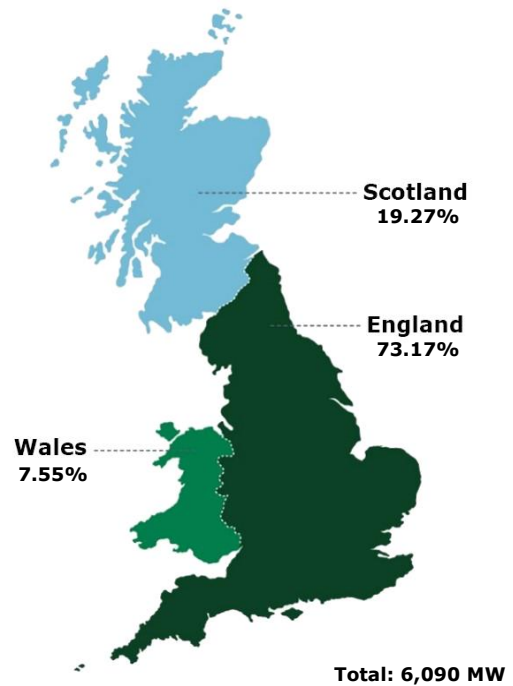 Scotland
19.27%
England
73.17%
Wales
7.55%
Total: 6,090 MW